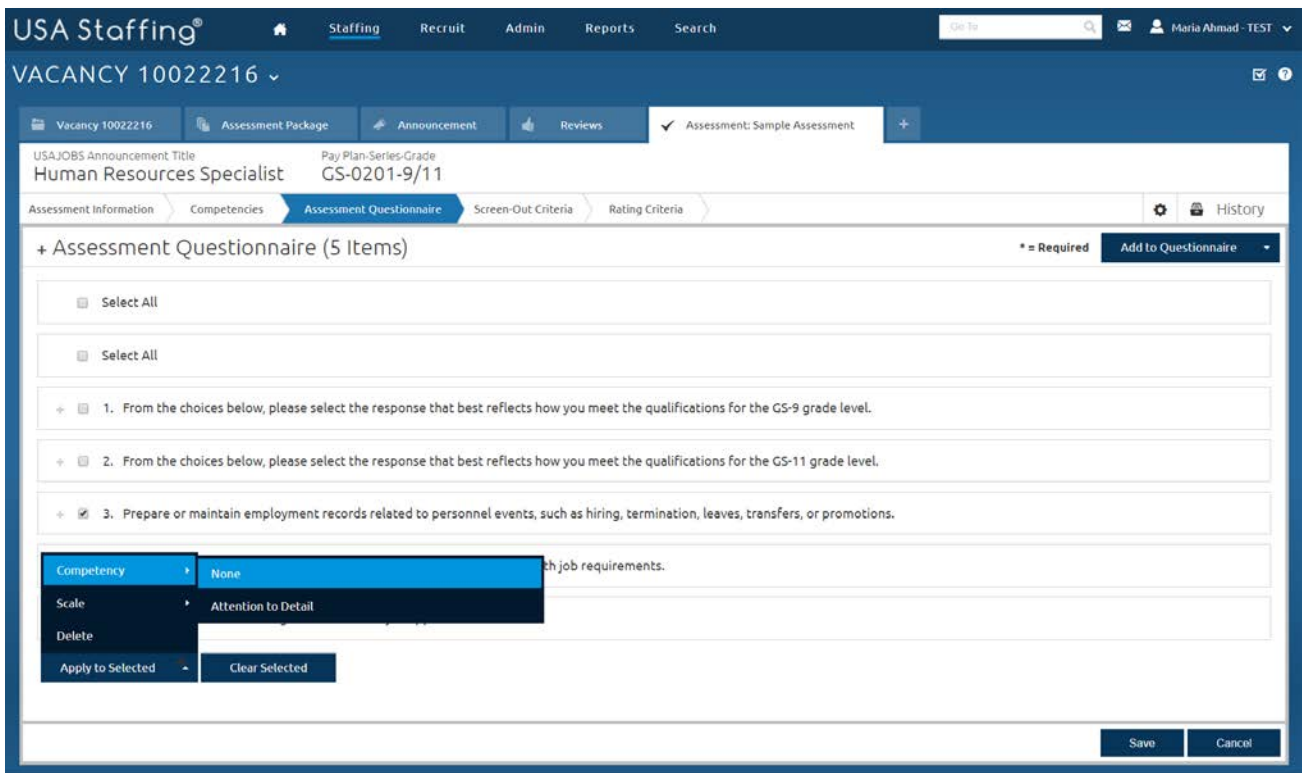 USA Staffing®
Staffing Recruit Admin Reports Search
Go To
Maria Ahmad - TEST
VACANCY 10022216
Vacancy 10022216 Assessment Package Announcement Reviews Assessment: Sample Assessment +
USAJOBS Announcement Title Pay Plan-Series-Grade
Human Resources Specialist GS-0201-9/11
Assessment Information Competencies Assessment Questionnaire Screen-Out Criteria Rating Criteria History
+ Assessment Questionnaire (5 Items) * = Required Add to Questionnaire
Select All
Select All
1. From the choices below, please select the response that best reflects how you meet the qualifications for the GS-9 grade level.
2. From the choices below, please select the response that best reflects how you meet the qualifications for the GS-11 grade level.
3. Prepare or maintain employment records related to personnel events, such as hiring, termination, leaves, transfers, or promotions.
job requirements.
Competency None
Scale Attention to Detail
Delete
Apply to Selected Clear Selected
Save Cancel